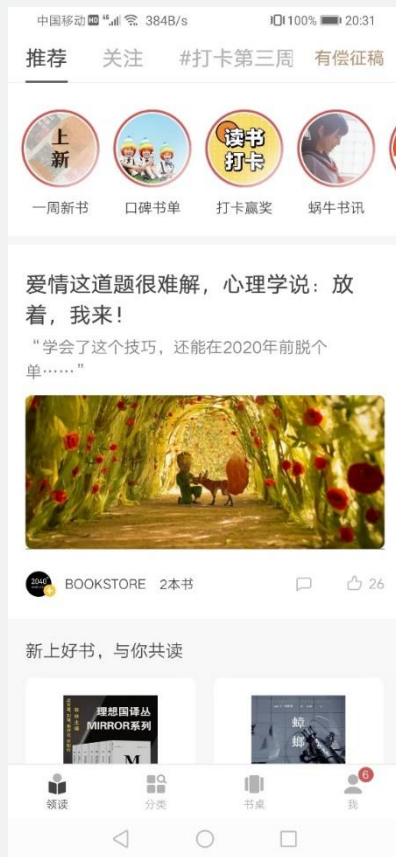 中国移动 HD 4G 384B/s 100% 20:31
推荐 关注 #打卡第三周 有偿征稿
上新
读书打卡
一周新书 口碑书单 打卡赢奖 蜗牛书讯
爱情这道题很难解，心理学说：放
着，我来！
“学会了这个技巧，还能在2020年前脱个
单……”
2040
BOOKSTORE 2本书 26
新上好书，与你共读
理想国译丛
MIRROR系列
M
蟑
螂
6
领读 分类 书桌 我